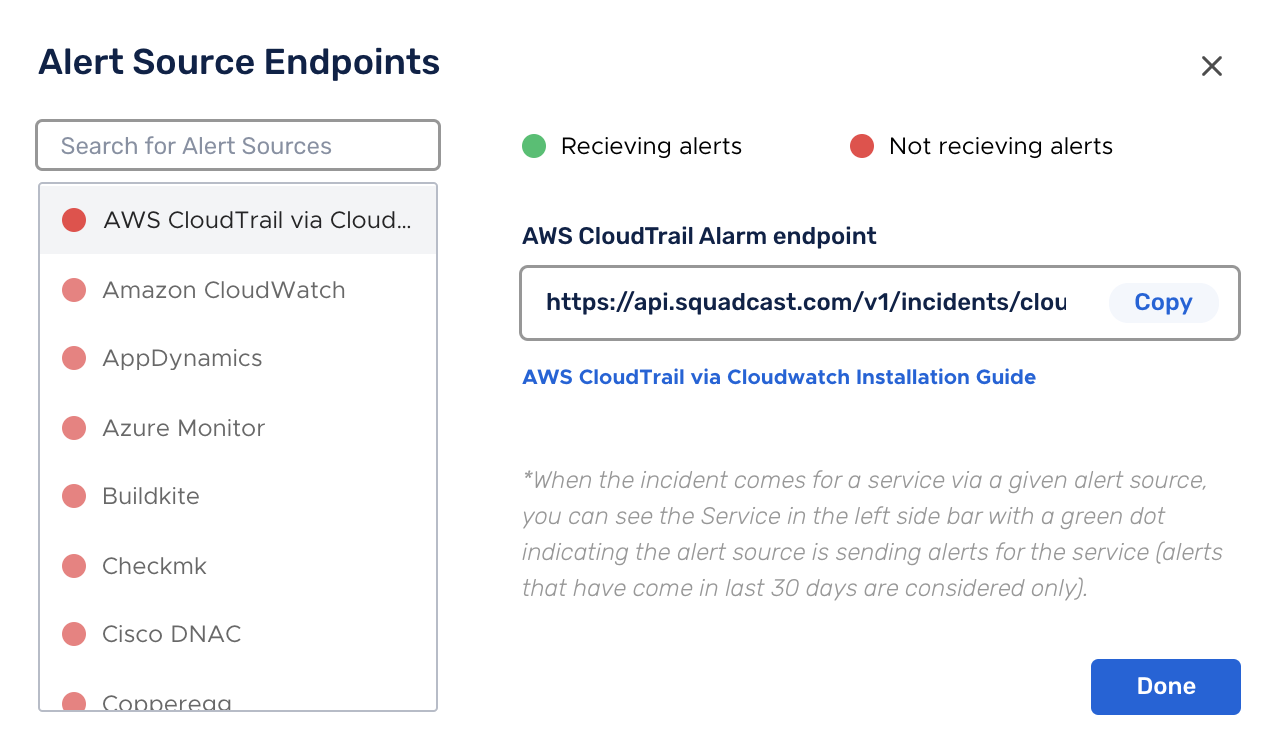 Alert Source Endpoints
Search for Alert Sources
AWS CloudTrail via Cloud...
Amazon CloudWatch
AppDynamics
Azure Monitor
Buildkite
Checkmk
Cisco DNAC
Copperegg
Recieving alerts
Not recieving alerts
AWS CloudTrail Alarm endpoint
https://api.squadcast.com/v1/incidents/clou
Copy
AWS CloudTrail via Cloudwatch Installation Guide
*When the incident comes for a service via a given alert source,
you can see the Service in the left side bar with a green dot
indicating the alert source is sending alerts for the service (alerts
that have come in last 30 days are considered only).
Done